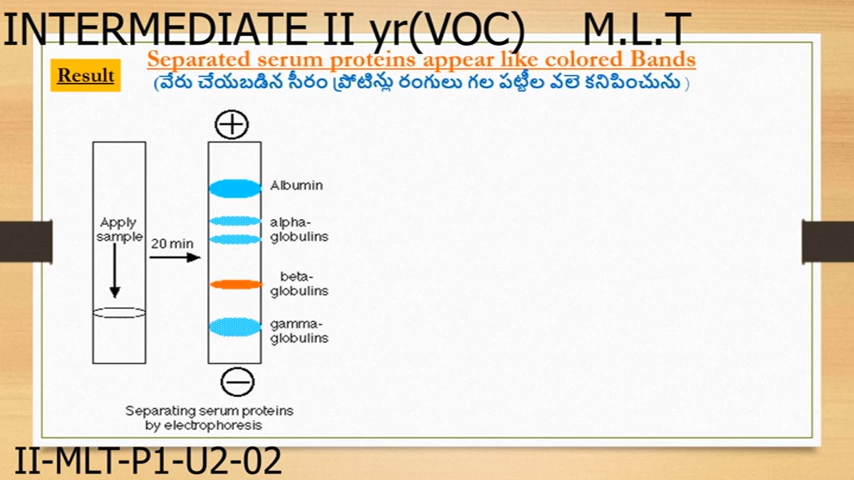 INTERMEDIATE II yr(VOC) M.L.T
Separated serum proteins appear like colored Bands
Result
(వేరు చేయబడిన సీరం ప్రోటిన్లు రంగులు గల పట్టీల వలె కనిపించును )
+
Albumin
Apply
sample
alpha-
globulins
20 min
beta-
globulins
gamma-
globulins
−
Separating serum proteins
by electrophoresis
II-MLT-P1-U2-02